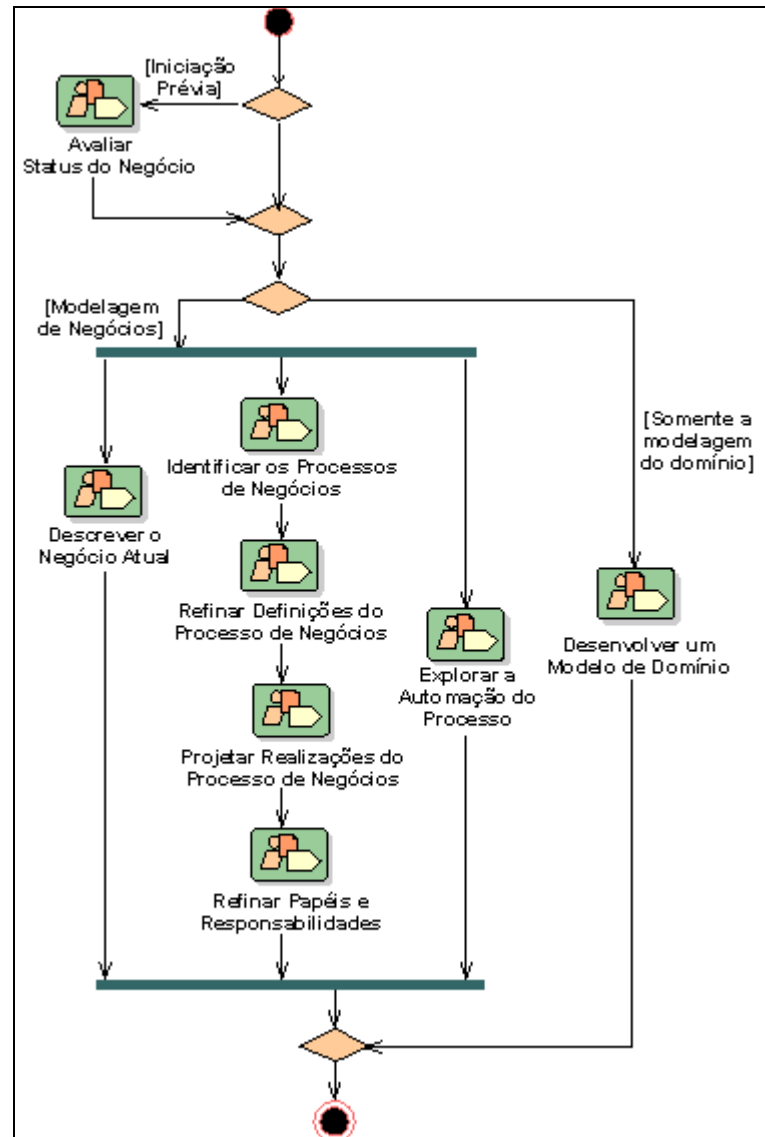 [Iniciação
Prévia]
Avaliar
Status do Negócio
[Modelagem
de Negócios]
[Somente a
modelagem
do domínio]
Identificar os Processos
de Negócios
Descrever o
Negócio Atual
Refinar Definições do
Processo de Negócios
Explorar a
Automação do
Processo
Desenvolver um
Modelo de Domínio
Projetar Realizações do
Processo de Negócios
Refinar Papéis e
Responsabilidades